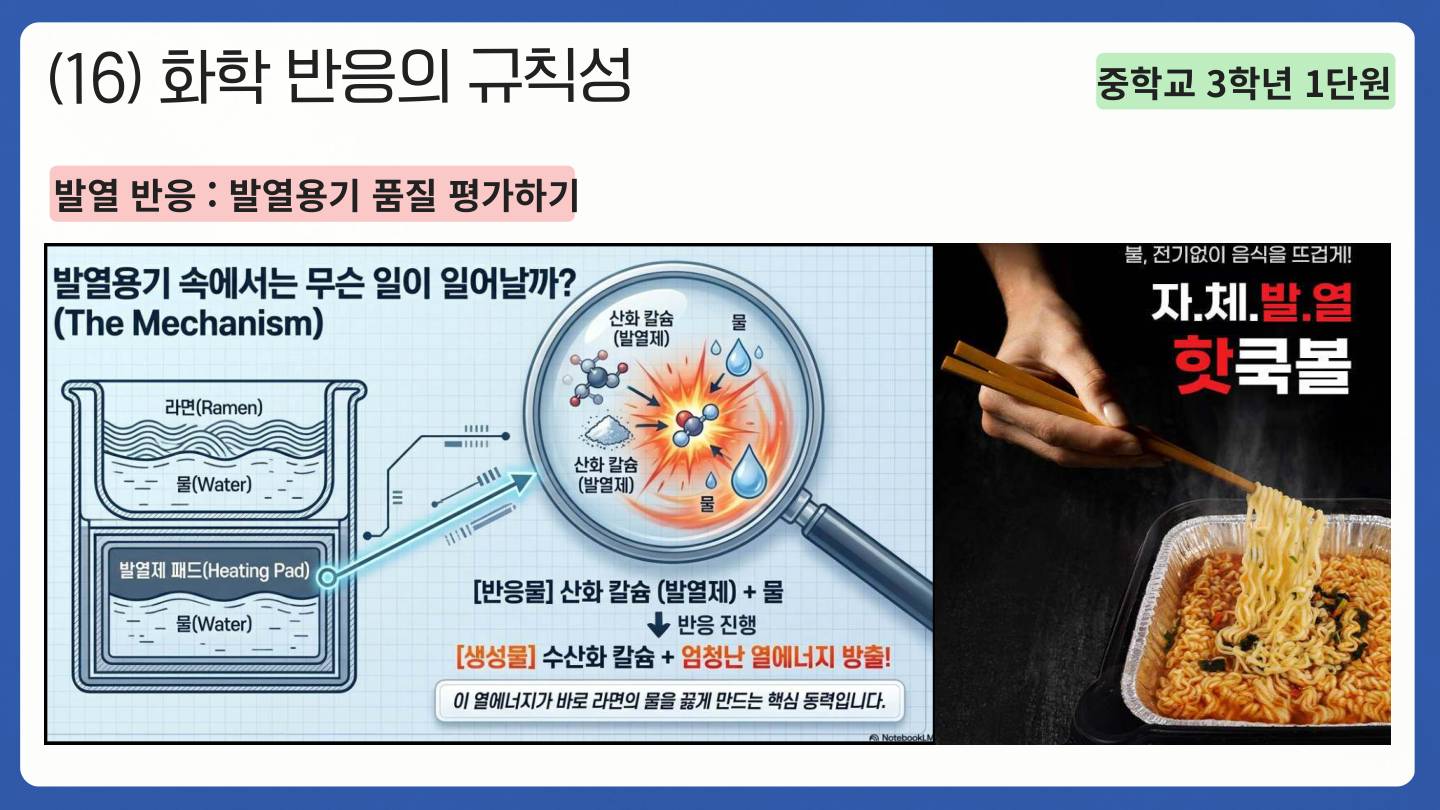 (16) 화학 반응의 규칙성
중학교 3학년 1단원
발열 반응 : 발열용기 품질 평가하기
발열용기 속에서는 무슨 일이 일어날까?
(The Mechanism)
라면(Ramen)
물(Water)
발열제 패드(Heating Pad)
물(Water)
산화 칼슘
(발열제)
물
산화 칼슘
(발열제)
물
[반응물] 산화 칼슘 (발열제) + 물
반응 진행
[생성물] 수산화 칼슘 + 엄청난 열에너지 방출!
이 열에너지가 바로 라면의 물을 끓게 만드는 핵심 동력입니다.
NotebookLM
불, 전기없이 음식을 뜨겁게!
자.체.발.열
핫쿡볼